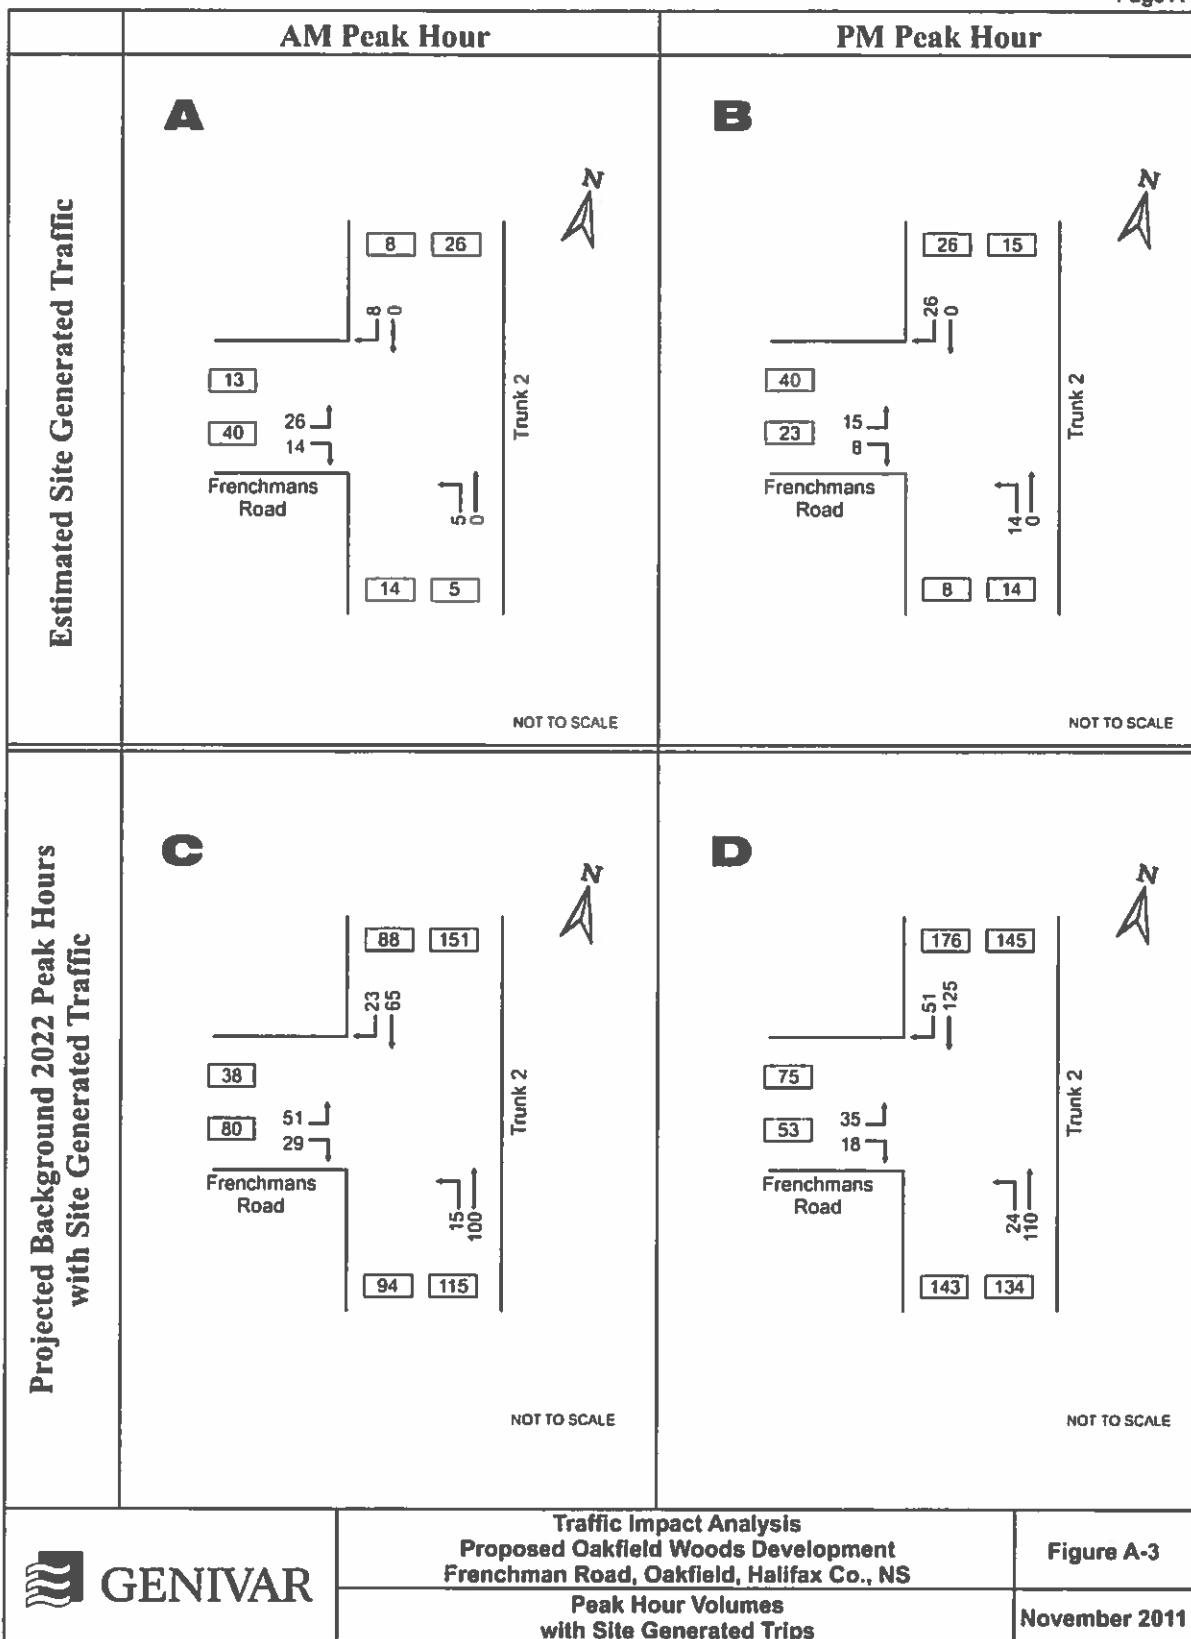 AM Peak Hour
PM Peak Hour
Estimated Site Generated Traffic
A
N
8 26
8 0
13
40
26
14
Frenchmans
Road
Trunk 2
5 0
14 5
NOT TO SCALE
B
N
26 15
26 0
40
23
15
8
Frenchmans
Road
Trunk 2
14 0
8 14
NOT TO SCALE
Projected Background 2022 Peak Hours
with Site Generated Traffic
C
N
88 151
23 65
38
80
51
29
Frenchmans
Road
Trunk 2
15 100
94 115
NOT TO SCALE
D
N
176 145
51 125
75
53
35
18
Frenchmans
Road
Trunk 2
24 110
143 134
NOT TO SCALE
GENIVAR
Traffic Impact Analysis
Proposed Oakfield Woods Development
Frenchman Road, Oakfield, Halifax Co., NS
Figure A-3
Peak Hour Volumes
with Site Generated Trips
November 2011